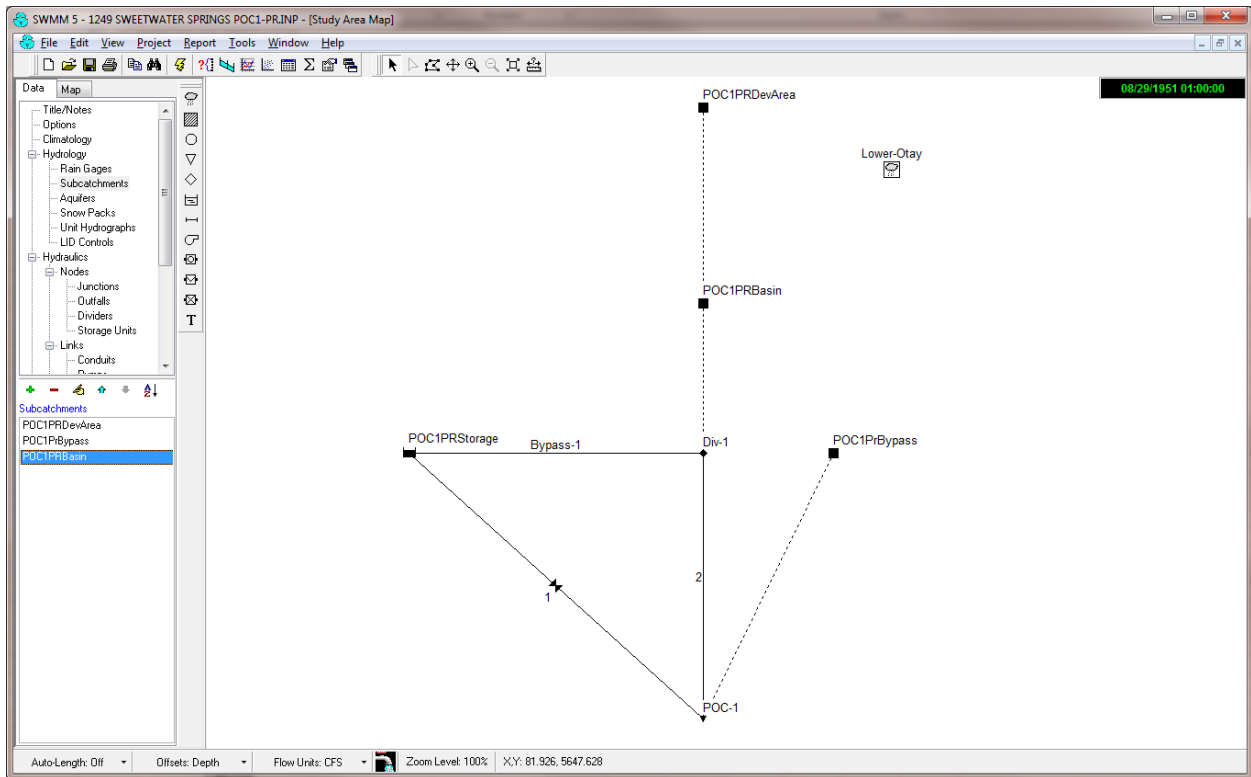 SWMM 5 - 1249 SWEETWATER SPRINGS POC1-PR.INP - [Study Area Map]
File Edit View Project Report Tools Window Help
Data Map
08/29/1951 01:00:00
Title/Notes
Options
Climatology
Hydrology
Rain Gages
Subcatchments
Aquifers
Snow Packs
Unit Hydrographs
LID Controls
Hydraulics
Nodes
Junctions
Outfalls
Dividers
Storage Units
Links
Conduits
T
Subcatchments
POC1PRDevArea
POC1PrBypass
POC1PRBasin
POC1PRDevArea
Lower-Otay
POC1PRBasin
POC1PRStorage
Bypass-1
Div-1
POC1PrBypass
2
1
POC-1
Auto-Length: Off Offsets: Depth Flow Units: CFS Zoom Level: 100% X,Y: 81.926, 5647.628